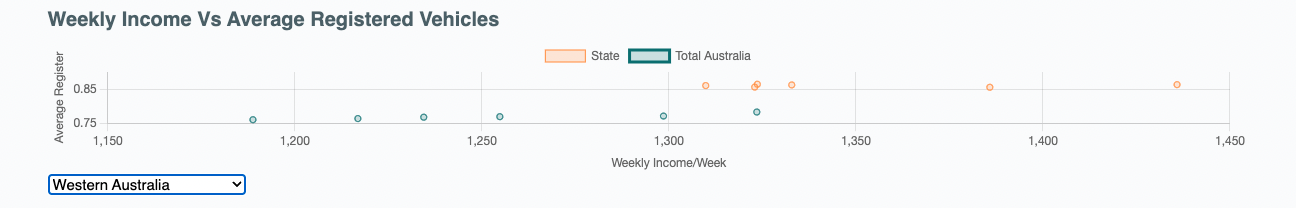 Weekly Income Vs Average Registered Vehicles
State Total Australia
Average Register
0.85
0.75
1,150 1,200 1,250 1,300 1,350 1,400 1,450
Weekly Income/Week
Western Australia